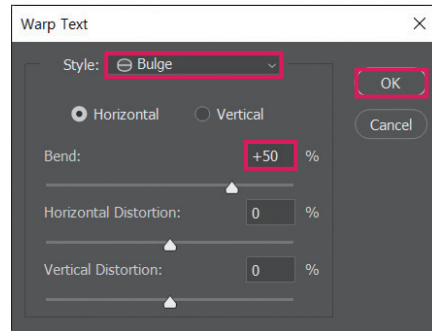 Warp Text
Style: Bulge
OK
Horizontal Vertical
Cancel
Bend: +50 %
Horizontal Distortion: 0 %
Vertical Distortion: 0 %